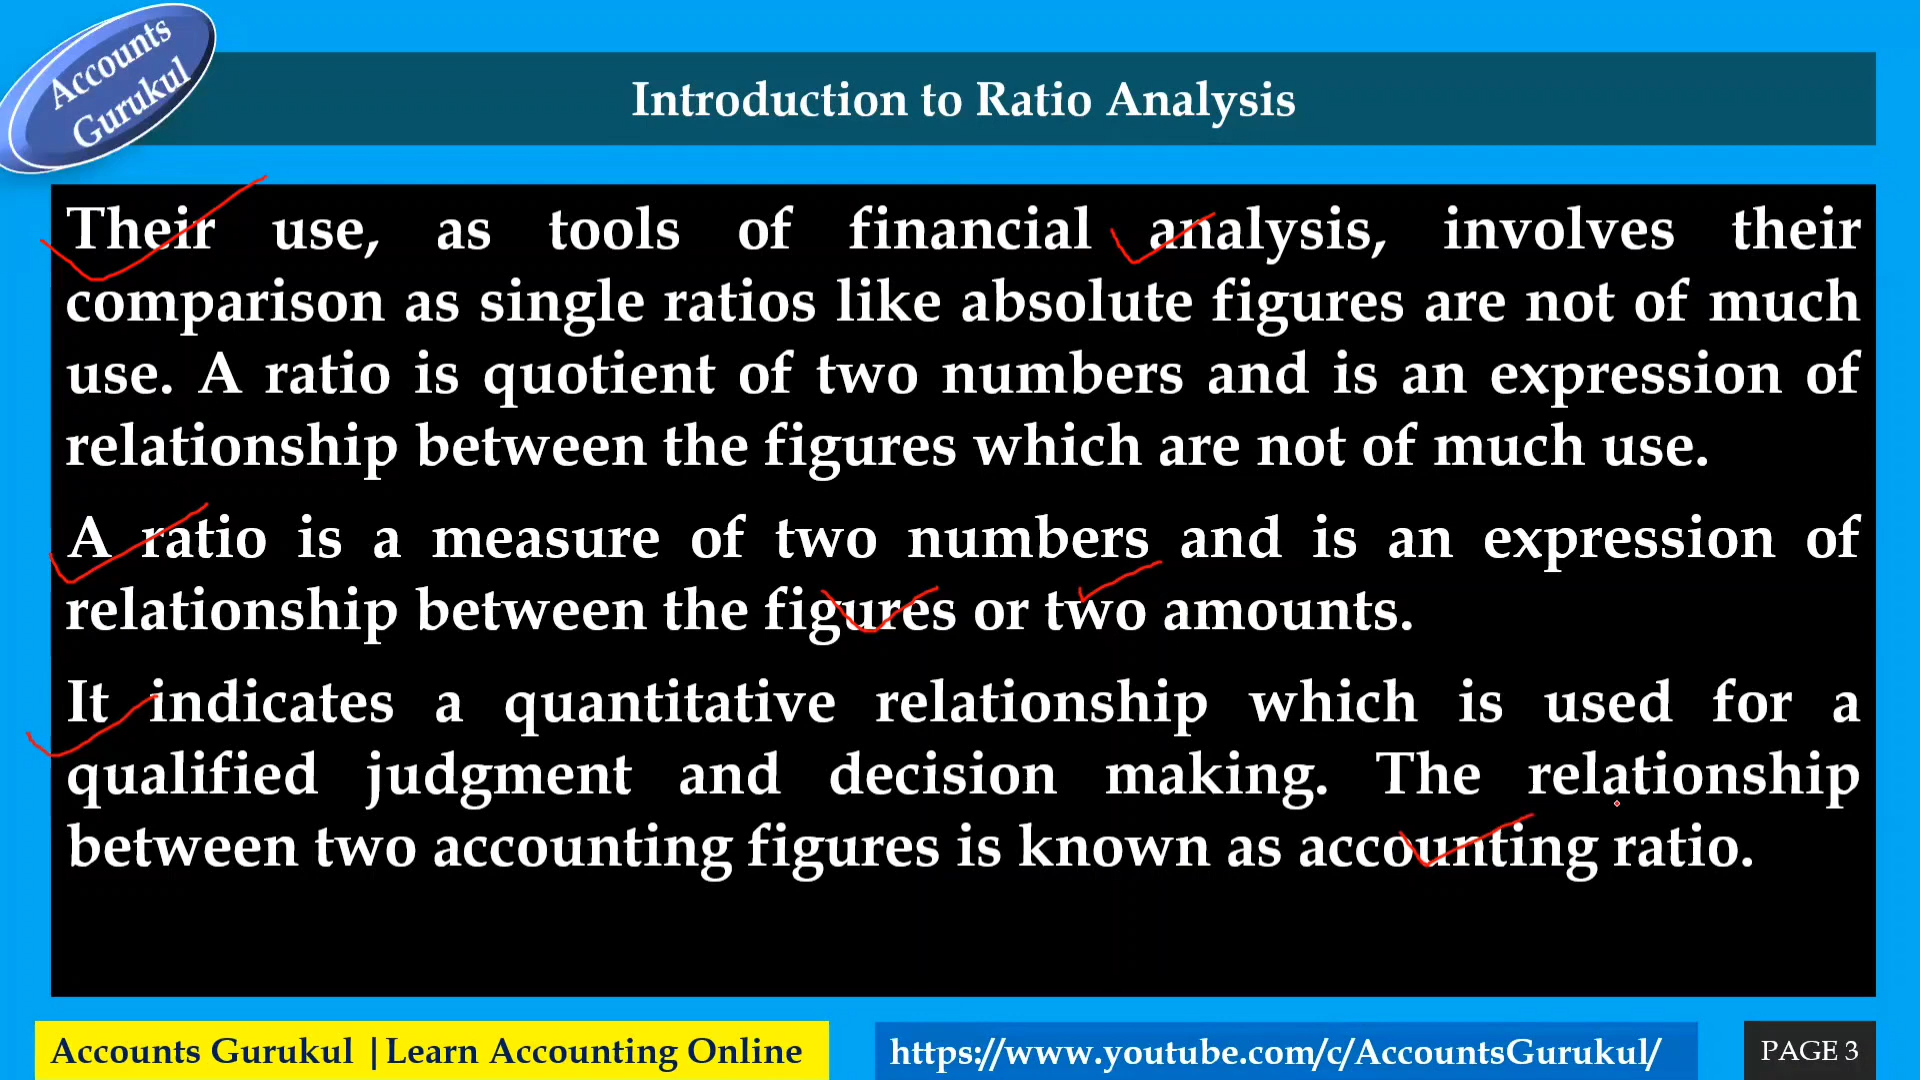 Accounts
Gurukul
Introduction to Ratio Analysis
Their use, as tools of financial analysis, involves their
comparison as single ratios like absolute figures are not of much
use. A ratio is quotient of two numbers and is an expression of
relationship between the figures which are not of much use.
A ratio is a measure of two numbers and is an expression of
relationship between the figures or two amounts.
It indicates a quantitative relationship which is used for a
qualified judgment and decision making. The relationship
between two accounting figures is known as accounting ratio.
Accounts Gurukul |Learn Accounting Online
https://www.youtube.com/c/AccountsGurukul/
PAGE 3